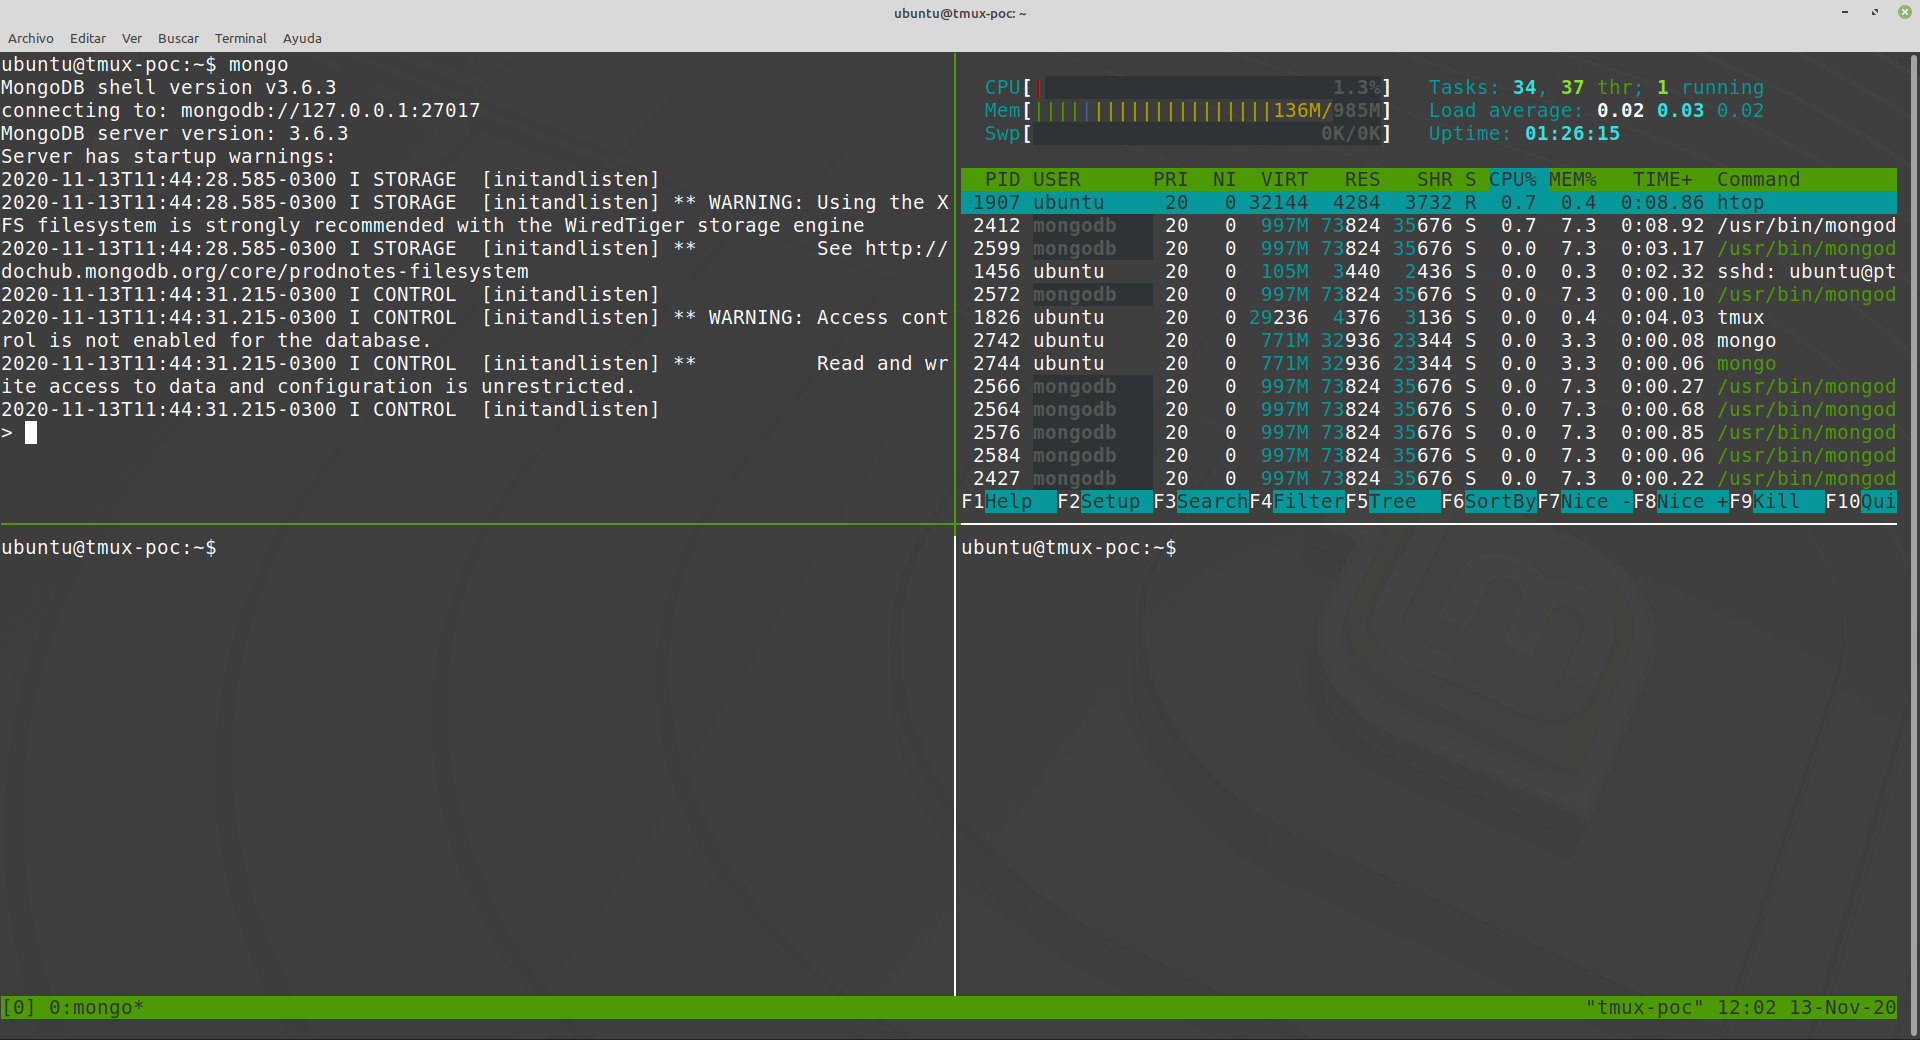 ubuntu@tmux-poc: ~
Archivo Editar Ver Buscar Terminal Ayuda
ubuntu@tmux-poc:~$ mongo
MongoDB shell version v3.6.3
connecting to: mongodb://127.0.0.1:27017
MongoDB server version: 3.6.3
Server has startup warnings:
2020-11-13T11:44:28.585-0300 I STORAGE  [initandlisten]
2020-11-13T11:44:28.585-0300 I STORAGE  [initandlisten] ** WARNING: Using the X
FS filesystem is strongly recommended with the WiredTiger storage engine
2020-11-13T11:44:28.585-0300 I STORAGE  [initandlisten] **          See http://
dochub.mongodb.org/core/prodnotes-filesystem
2020-11-13T11:44:31.215-0300 I CONTROL  [initandlisten]
2020-11-13T11:44:31.215-0300 I CONTROL  [initandlisten] ** WARNING: Access cont
rol is not enabled for the database.
2020-11-13T11:44:31.215-0300 I CONTROL  [initandlisten] **          Read and wr
ite access to data and configuration is unrestricted.
2020-11-13T11:44:31.215-0300 I CONTROL  [initandlisten]
>
CPU[| 1.3%] Tasks: 34, 37 thr; 1 running
Mem[||||||||||||||||||||136M/985M] Load average: 0.02 0.03 0.02
Swp[ 0K/0K] Uptime: 01:26:15
PID USER PRI NI VIRT RES SHR S CPU% MEM% TIME+ Command
1907 ubuntu 20 0 32144 4284 3732 R 0.7 0.4 0:08.86 htop
2412 mongodb 20 0 997M 73824 35676 S 0.7 7.3 0:08.92 /usr/bin/mongod
2599 mongodb 20 0 997M 73824 35676 S 0.0 7.3 0:03.17 /usr/bin/mongod
1456 ubuntu 20 0 105M 3440 2436 S 0.0 0.3 0:02.32 sshd: ubuntu@pt
2572 mongodb 20 0 997M 73824 35676 S 0.0 7.3 0:00.10 /usr/bin/mongod
1826 ubuntu 20 0 29236 4376 3136 S 0.0 0.4 0:04.03 tmux
2742 ubuntu 20 0 771M 32936 23344 S 0.0 3.3 0:00.08 mongo
2744 ubuntu 20 0 771M 32936 23344 S 0.0 3.3 0:00.06 mongo
2566 mongodb 20 0 997M 73824 35676 S 0.0 7.3 0:00.27 /usr/bin/mongod
2564 mongodb 20 0 997M 73824 35676 S 0.0 7.3 0:00.68 /usr/bin/mongod
2576 mongodb 20 0 997M 73824 35676 S 0.0 7.3 0:00.85 /usr/bin/mongod
2584 mongodb 20 0 997M 73824 35676 S 0.0 7.3 0:00.06 /usr/bin/mongod
2427 mongodb 20 0 997M 73824 35676 S 0.0 7.3 0:00.22 /usr/bin/mongod
F1Help F2Setup F3SearchF4FilterF5Tree F6SortByF7Nice -F8Nice +F9Kill F10Qui
ubuntu@tmux-poc:~$
ubuntu@tmux-poc:~$
[0] 0:mongo* "tmux-poc" 12:02 13-Nov-20